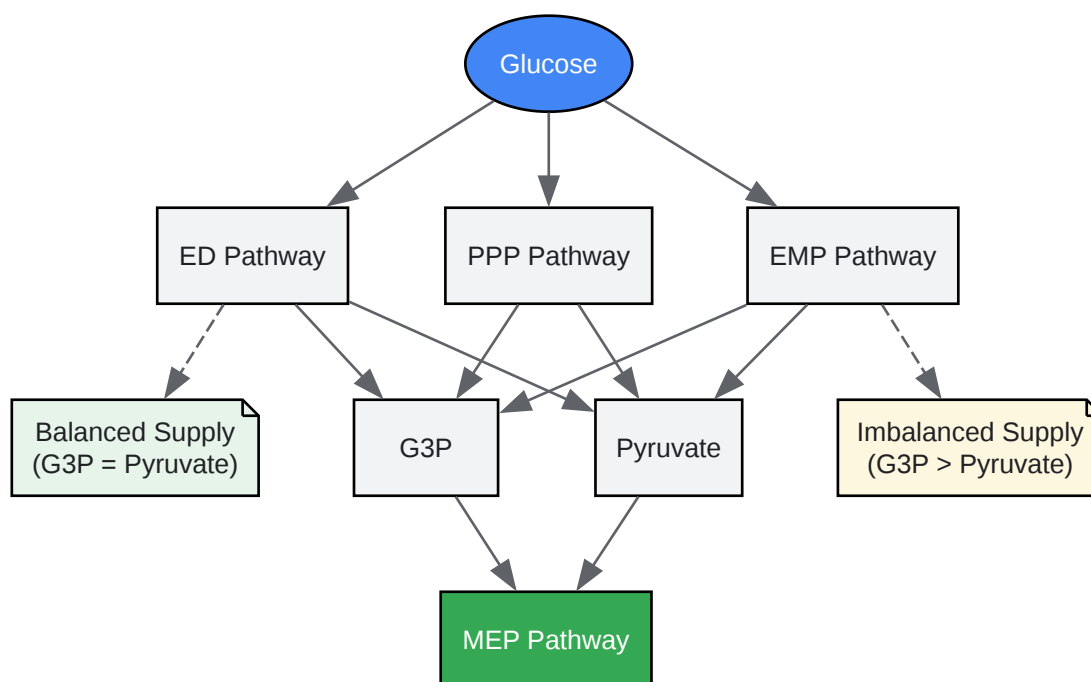 Glucose
ED Pathway
PPP Pathway
EMP Pathway
Balanced Supply
(G3P = Pyruvate)
G3P
Pyruvate
Imbalanced Supply
(G3P > Pyruvate)
MEP Pathway